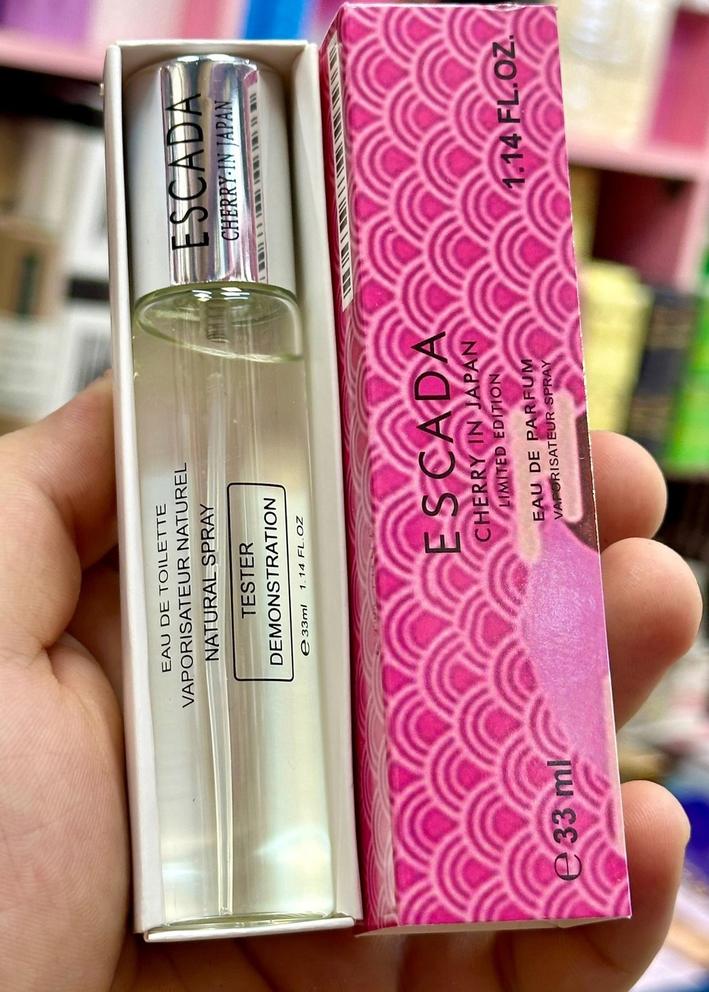 ESCADA
CHERRY IN JAPAN
EAU DE TOILETTE
VAPORISATEUR NATUREL
NATURAL SPRAY
TESTER
DEMONSTRATION
e 33ml 1.14 FL.OZ
1.14 FL.OZ.
ESCADA
CHERRY IN JAPAN
LIMITED EDITION
EAU DE PARFUM
VAPORISATEUR SPRAY
e 33 ml